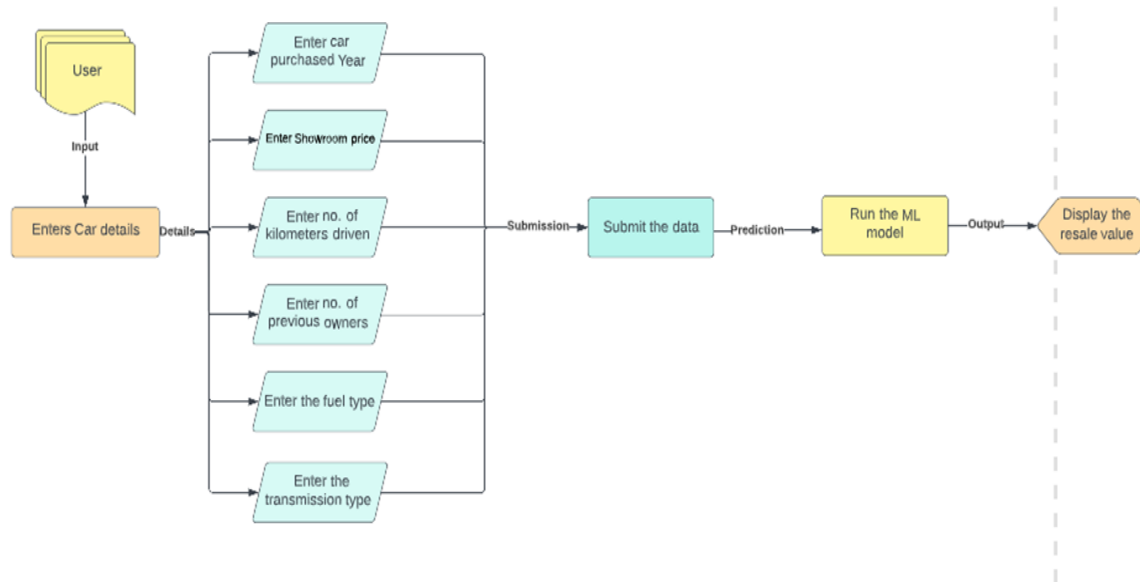 User
Input
Enters Car details
Details
Enter car
purchased Year
Enter Showroom price
Enter no. of
kilometers driven
Enter no. of
previous owners
Enter the fuel type
Enter the
transmission type
Submission
Submit the data
Prediction
Run the ML
model
Output
Display the
resale value